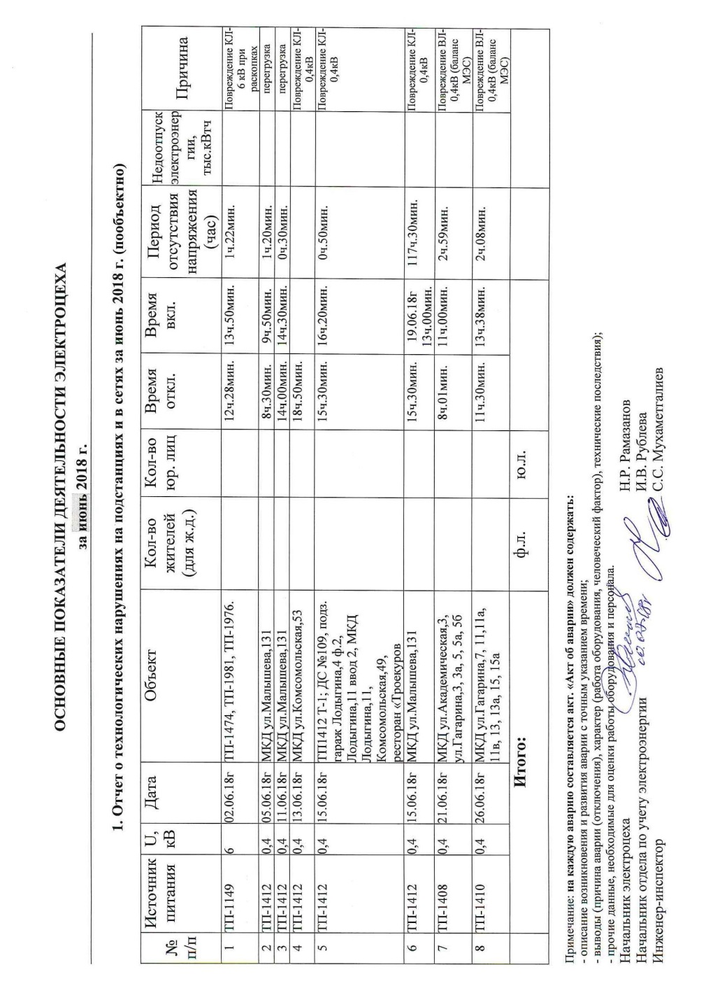 ОСНОВНЫЕ ПОКАЗАТЕЛИ ДЕЯТЕЛЬНОСТИ ЭЛЕКТРОЦЕХА
за июнь 2018 г.
1. Отчет о технологических нарушениях на подстанциях и в сетях за июнь 2018 г. (пообъектно)
№ п/п Источник питания U, кВ Дата Объект Кол-во жителей (для ж.д.) Кол-во юр. лиц Время откл. Время вкл. Период отсутствия напряжения (час) Недоотпуск электроэнер гии, тыс.кВтч Причина
1 ТП-1149 6 02.06.18г ТП-1474, ТП-1981, ТП-1976. 12ч.28мин. 13ч.50мин. 1ч.22мин. Повреждение КЛ-6 кВ при раскопках
2 ТП-1412 0,4 05.06.18г МКД ул.Малышева,131 8ч.30мин. 9ч.50мин. 1ч.20мин. перегрузка
3 ТП-1412 0,4 11.06.18г МКД ул.Малышева,131 14ч.00мин. 14ч.30мин. 0ч.30мин. перегрузка
4 ТП-1412 0,4 13.06.18г МКД ул.Комсомольская,53 18ч.50мин. Повреждение КЛ-0,4кВ
5 ТП-1412 0,4 15.06.18г ТП1412 Т-1; ДС №109, подз. 15ч.30мин. 16ч.20мин. 0ч.50мин. Повреждение КЛ-0,4кВ
гараж Лодыгина,4 ф.2,
Лодыгина,11 ввод 2, МКД
Лодыгина,11,
Комсомольская,49,
ресторан «Троекуров
6 ТП-1412 0,4 15.06.18г МКД ул.Малышева,131 15ч.30мин. 19.06.18г 13ч.00мин. 117ч.30мин. Повреждение КЛ-0,4кВ
7 ТП-1408 0,4 21.06.18г МКД ул.Академическая,3, ул.Гагарина,3, 3а, 5, 5а, 5б 8ч.01мин. 11ч.00мин. 2ч.59мин. Повреждение ВЛ-0,4кВ (баланс МЭС)
8 ТП-1410 0,4 26.06.18г МКД ул.Гагарина,7, 11,11а, 11в, 13, 13а, 15, 15а 11ч.30мин. 13ч.38мин. 2ч.08мин. Повреждение ВЛ-0,4кВ (баланс МЭС)
Итого: ф.л. ю.л.
Примечание: на каждую аварию составляется акт. «Акт об аварии» должен содержать:
- описание возникновения и развития аварии с точным указанием времени;
- выводы (причина аварии (отключения), характер (работа оборудования, человеческий фактор), технические последствия);
- прочие данные, необходимые для оценки работы оборудования и персонала.
Начальник электроцеха Н.Р. Рамазанов
Начальник отдела по учету электроэнергии И.В. Рублева
Инженер-инспектор С.С. Мухаметгалиев